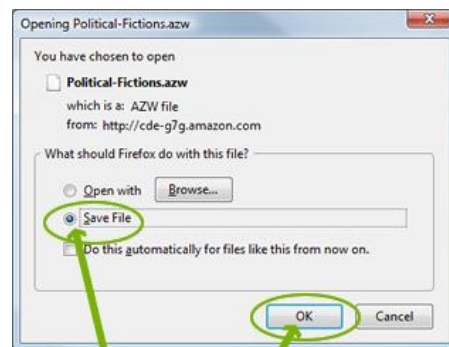 Opening Political-Fictions.azw
You have chosen to open
Political-Fictions.azw
which is a: AZW file
from: http://cde-g7g.amazon.com
What should Firefox do with this file?
Open with Browse...
Save File
Do this automatically for files like this from now on.
OK Cancel